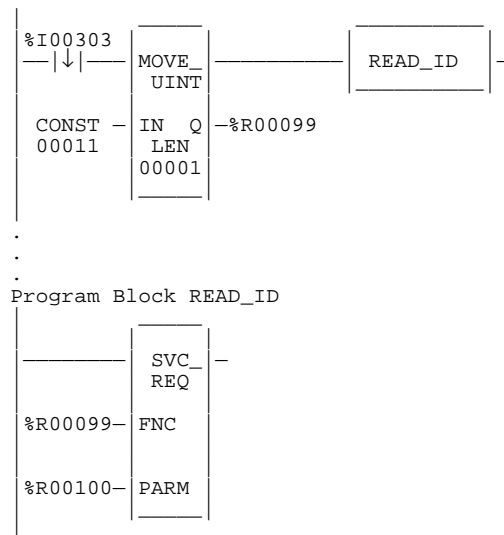 %I00303
↓ MOVE_ READ_ID
UINT
CONST IN Q %R00099
00011 LEN
00001
.
.
.
Program Block READ_ID
SVC_
REQ
%R00099 FNC
%R00100 PARM